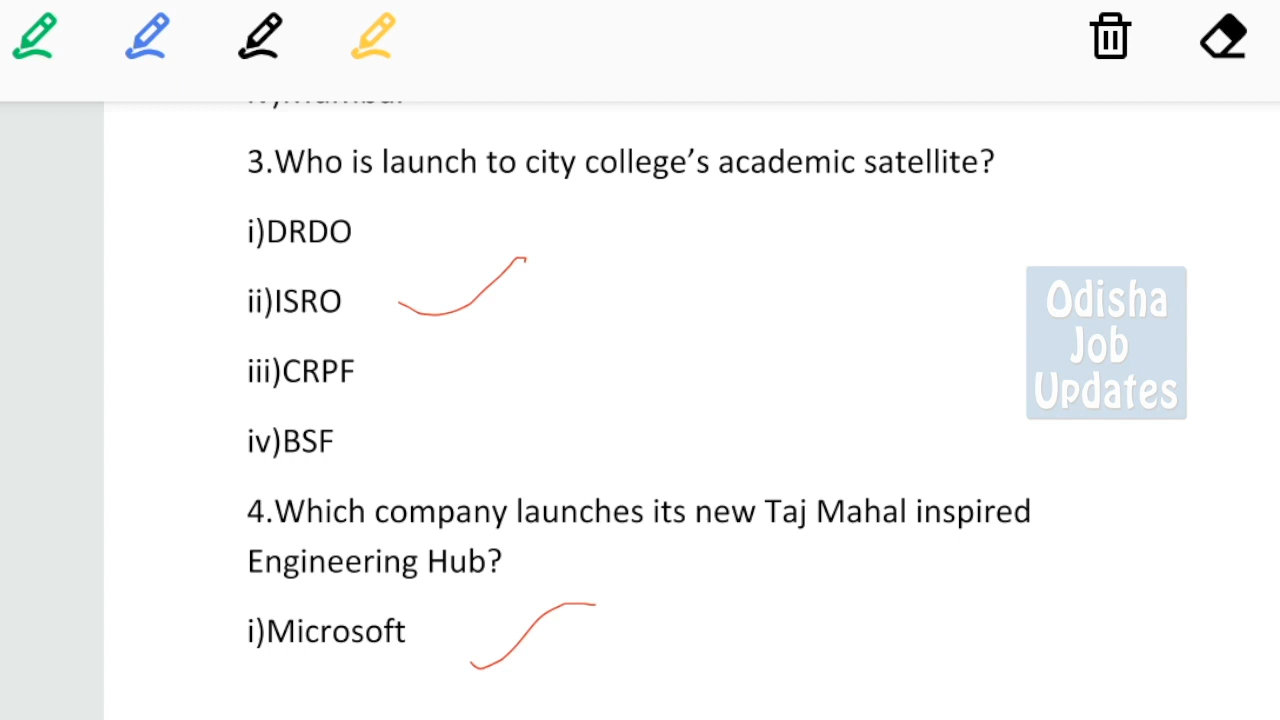 3.Who is launch to city college’s academic satellite?
i)DRDO
ii)ISRO
iii)CRPF
iv)BSF
4.Which company launches its new Taj Mahal inspired
Engineering Hub?
i)Microsoft
Odisha
Job
Updates